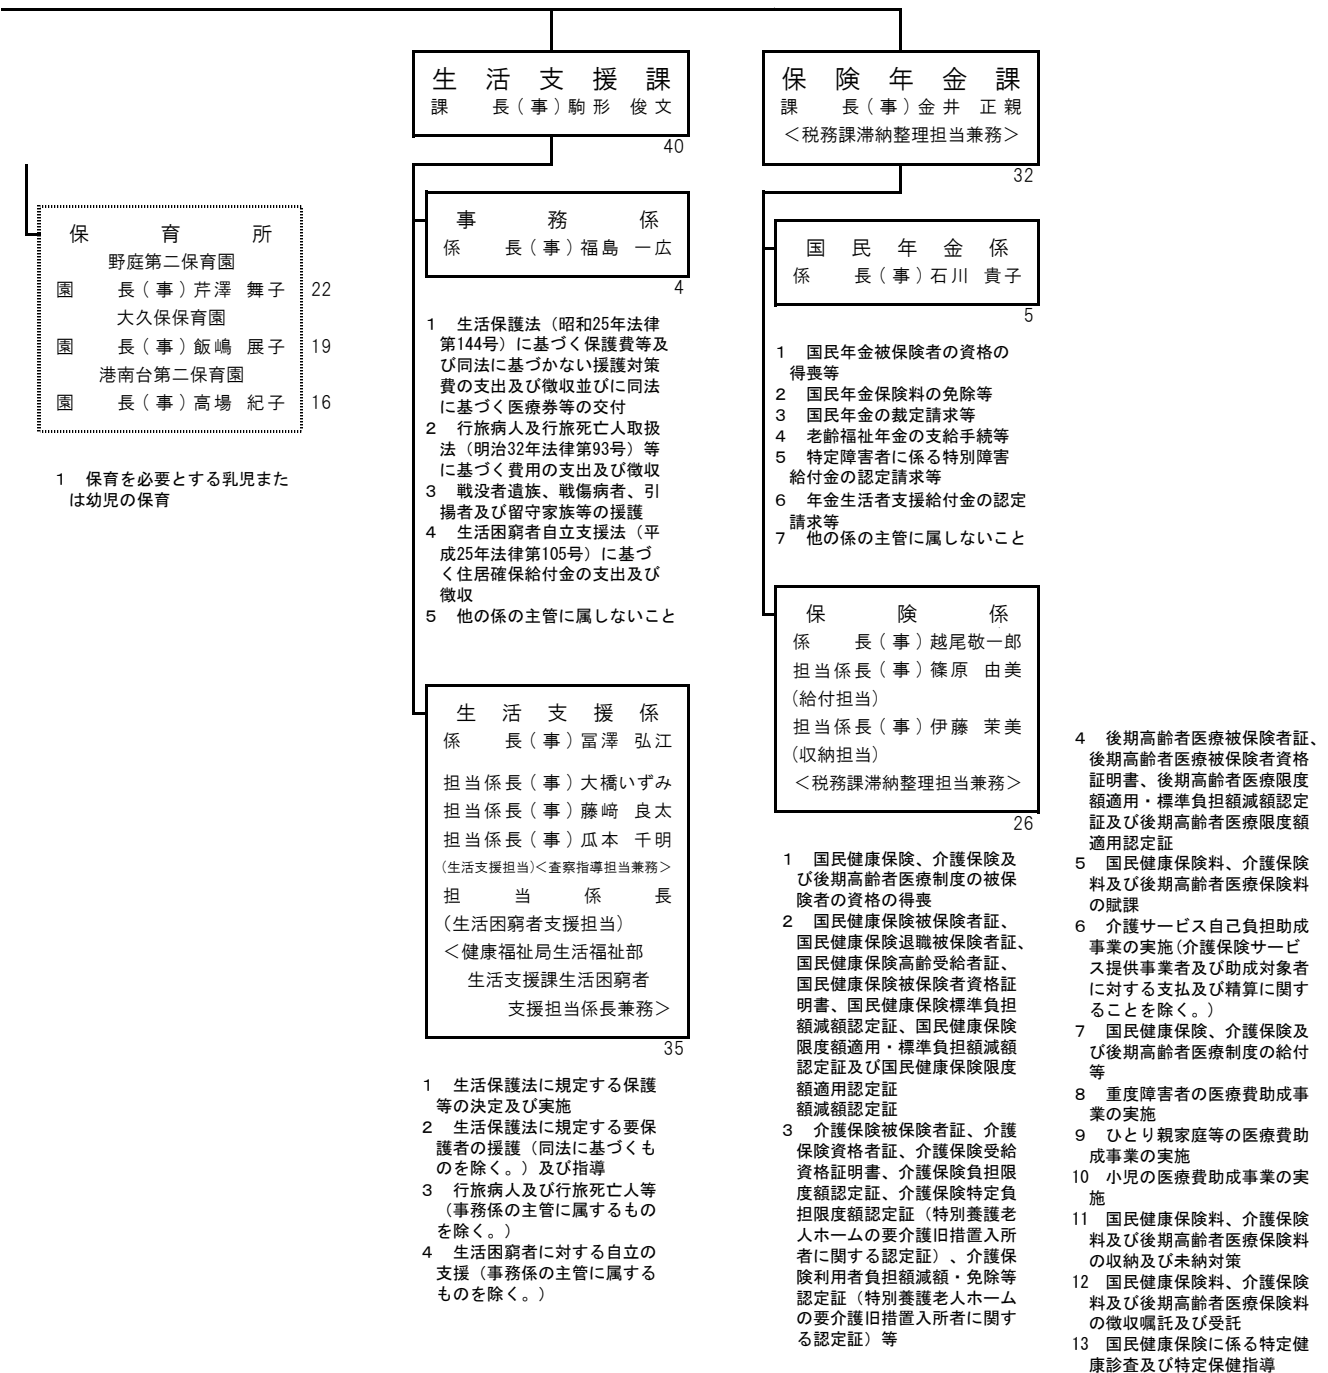 保育所
野庭第二保育園
園長(事)芹澤 舞子 22
大久保保育園
園長(事)飯嶋 展子 19
港南台第二保育園
園長(事)高場 紀子 16
1 保育を必要とする乳児また
は幼児の保育
生活支援課
課長(事)駒形 俊文
40
事務係
係長(事)福島 一広
4
1 生活保護法（昭和25年法律
第144号）に基づく保護費等及
び同法に基づかない援護対策
費の支出及び徴収並びに同法
に基づく医療券等の交付
2 行旅病人及行旅死亡人取扱
法（明治32年法律第93号）等
に基づく費用の支出及び徴収
3 戦没者遺族、戦傷病者、引
揚者及び留守家族等の援護
4 生活困窮者自立支援法（平
成25年法律第105号）に基づ
く住居確保給付金の支出及び
徴収
5 他の係の主管に属しないこと
生活支援係
係長(事)冨澤 弘江
担当係長(事)大橋いずみ
担当係長(事)藤﨑 良太
担当係長(事)瓜本 千明
(生活支援担当)＜査察指導担当兼務＞
担当係長
(生活困窮者支援担当)
＜健康福祉局生活福祉部
生活支援課生活困窮者
支援担当係長兼務＞
35
1 生活保護法に規定する保護
等の決定及び実施
2 生活保護法に規定する要保
護者の援護（同法に基づくも
のを除く。）及び指導
3 行旅病人及び行旅死亡人等
（事務係の主管に属するもの
を除く。）
4 生活困窮者に対する自立の
支援（事務係の主管に属する
ものを除く。）
保険年金課
課長(事)金井 正親
＜税務課滞納整理担当兼務＞
32
国民年金係
係長(事)石川 貴子
5
1 国民年金被保険者の資格の
得喪等
2 国民年金保険料の免除等
3 国民年金の裁定請求等
4 老齢福祉年金の支給手続等
5 特定障害者に係る特別障害
給付金の認定請求等
6 年金生活者支援給付金の認定
請求等
7 他の係の主管に属しないこと
保険係
係長(事)越尾敬一郎
担当係長(事)篠原 由美
(給付担当)
担当係長(事)伊藤 茉美
(収納担当)
＜税務課滞納整理担当兼務＞
26
1 国民健康保険、介護保険及
び後期高齢者医療制度の被保
険者の資格の得喪
2 国民健康保険被保険者証、
国民健康保険退職被保険者証、
国民健康保険高齢受給者証、
国民健康保険被保険者資格証
明書、国民健康保険標準負担
額減額認定証、国民健康保険
限度額適用・標準負担額減額
認定証及び国民健康保険限度
額適用認定証
額減額認定証
3 介護保険被保険者証、介護
保険資格者証、介護保険受給
資格証明書、介護保険負担限
度額認定証、介護保険特定負
担限度額認定証（特別養護老
人ホームの要介護旧措置入所
者に関する認定証）、介護保
険利用者負担額減額・免除等
認定証（特別養護老人ホーム
の要介護旧措置入所者に関す
る認定証）等
4 後期高齢者医療被保険者証、
後期高齢者医療被保険者資格
証明書、後期高齢者医療限度
額適用・標準負担額減額認定
証及び後期高齢者医療限度額
適用認定証
5 国民健康保険料、介護保険
料及び後期高齢者医療保険料
の賦課
6 介護サービス自己負担助成
事業の実施(介護保険サービ
ス提供事業者及び助成対象者
に対する支払及び精算に関す
ることを除く。)
7 国民健康保険、介護保険及
び後期高齢者医療制度の給付
等
8 重度障害者の医療費助成事
業の実施
9 ひとり親家庭等の医療費助
成事業の実施
10 小児の医療費助成事業の実
施
11 国民健康保険料、介護保険
料及び後期高齢者医療保険料
の収納及び未納対策
12 国民健康保険料、介護保険
料及び後期高齢者医療保険料
の徴収嘱託及び受託
13 国民健康保険に係る特定健
康診査及び特定保健指導